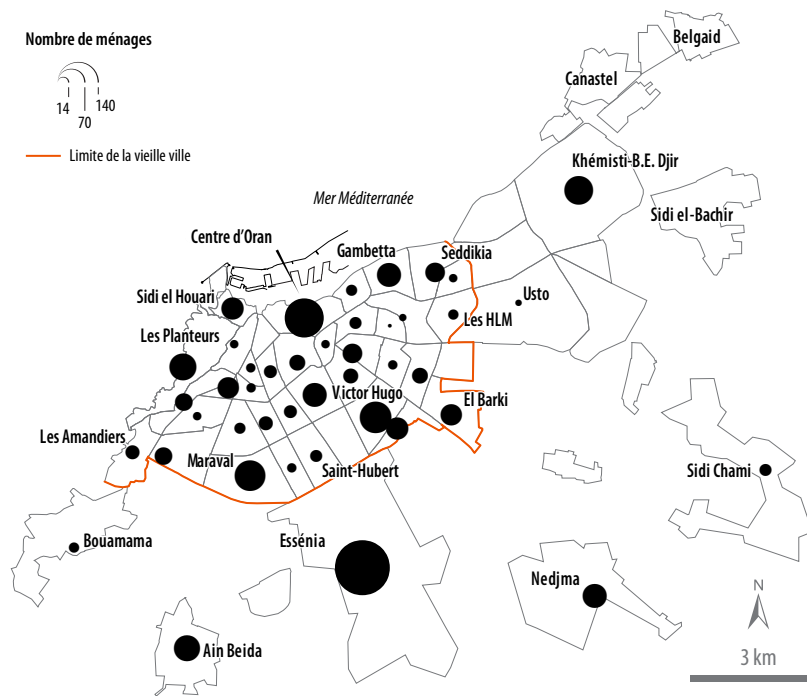 Nombre de ménages
14
70
140
Limite de la vieille ville
Belgaid
Canastel
Khémisti-B.E. Djir
Sidi el-Bachir
Mer Méditerranée
Centre d'Oran
Gambetta
Seddikia
Sidi el Houari
Usto
Les HLM
Les Planteurs
Victor Hugo
El Barki
Les Amandiers
Maraval
Saint-Hubert
Sidi Chami
Bouamama
Essénia
Nedjma
Ain Beida
N
3 km